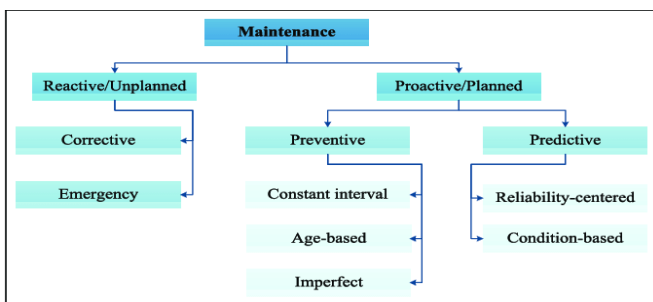 Maintenance
Reactive/Unplanned
Proactive/Planned
Corrective
Preventive
Predictive
Emergency
Constant interval
Reliability-centered
Age-based
Condition-based
Imperfect